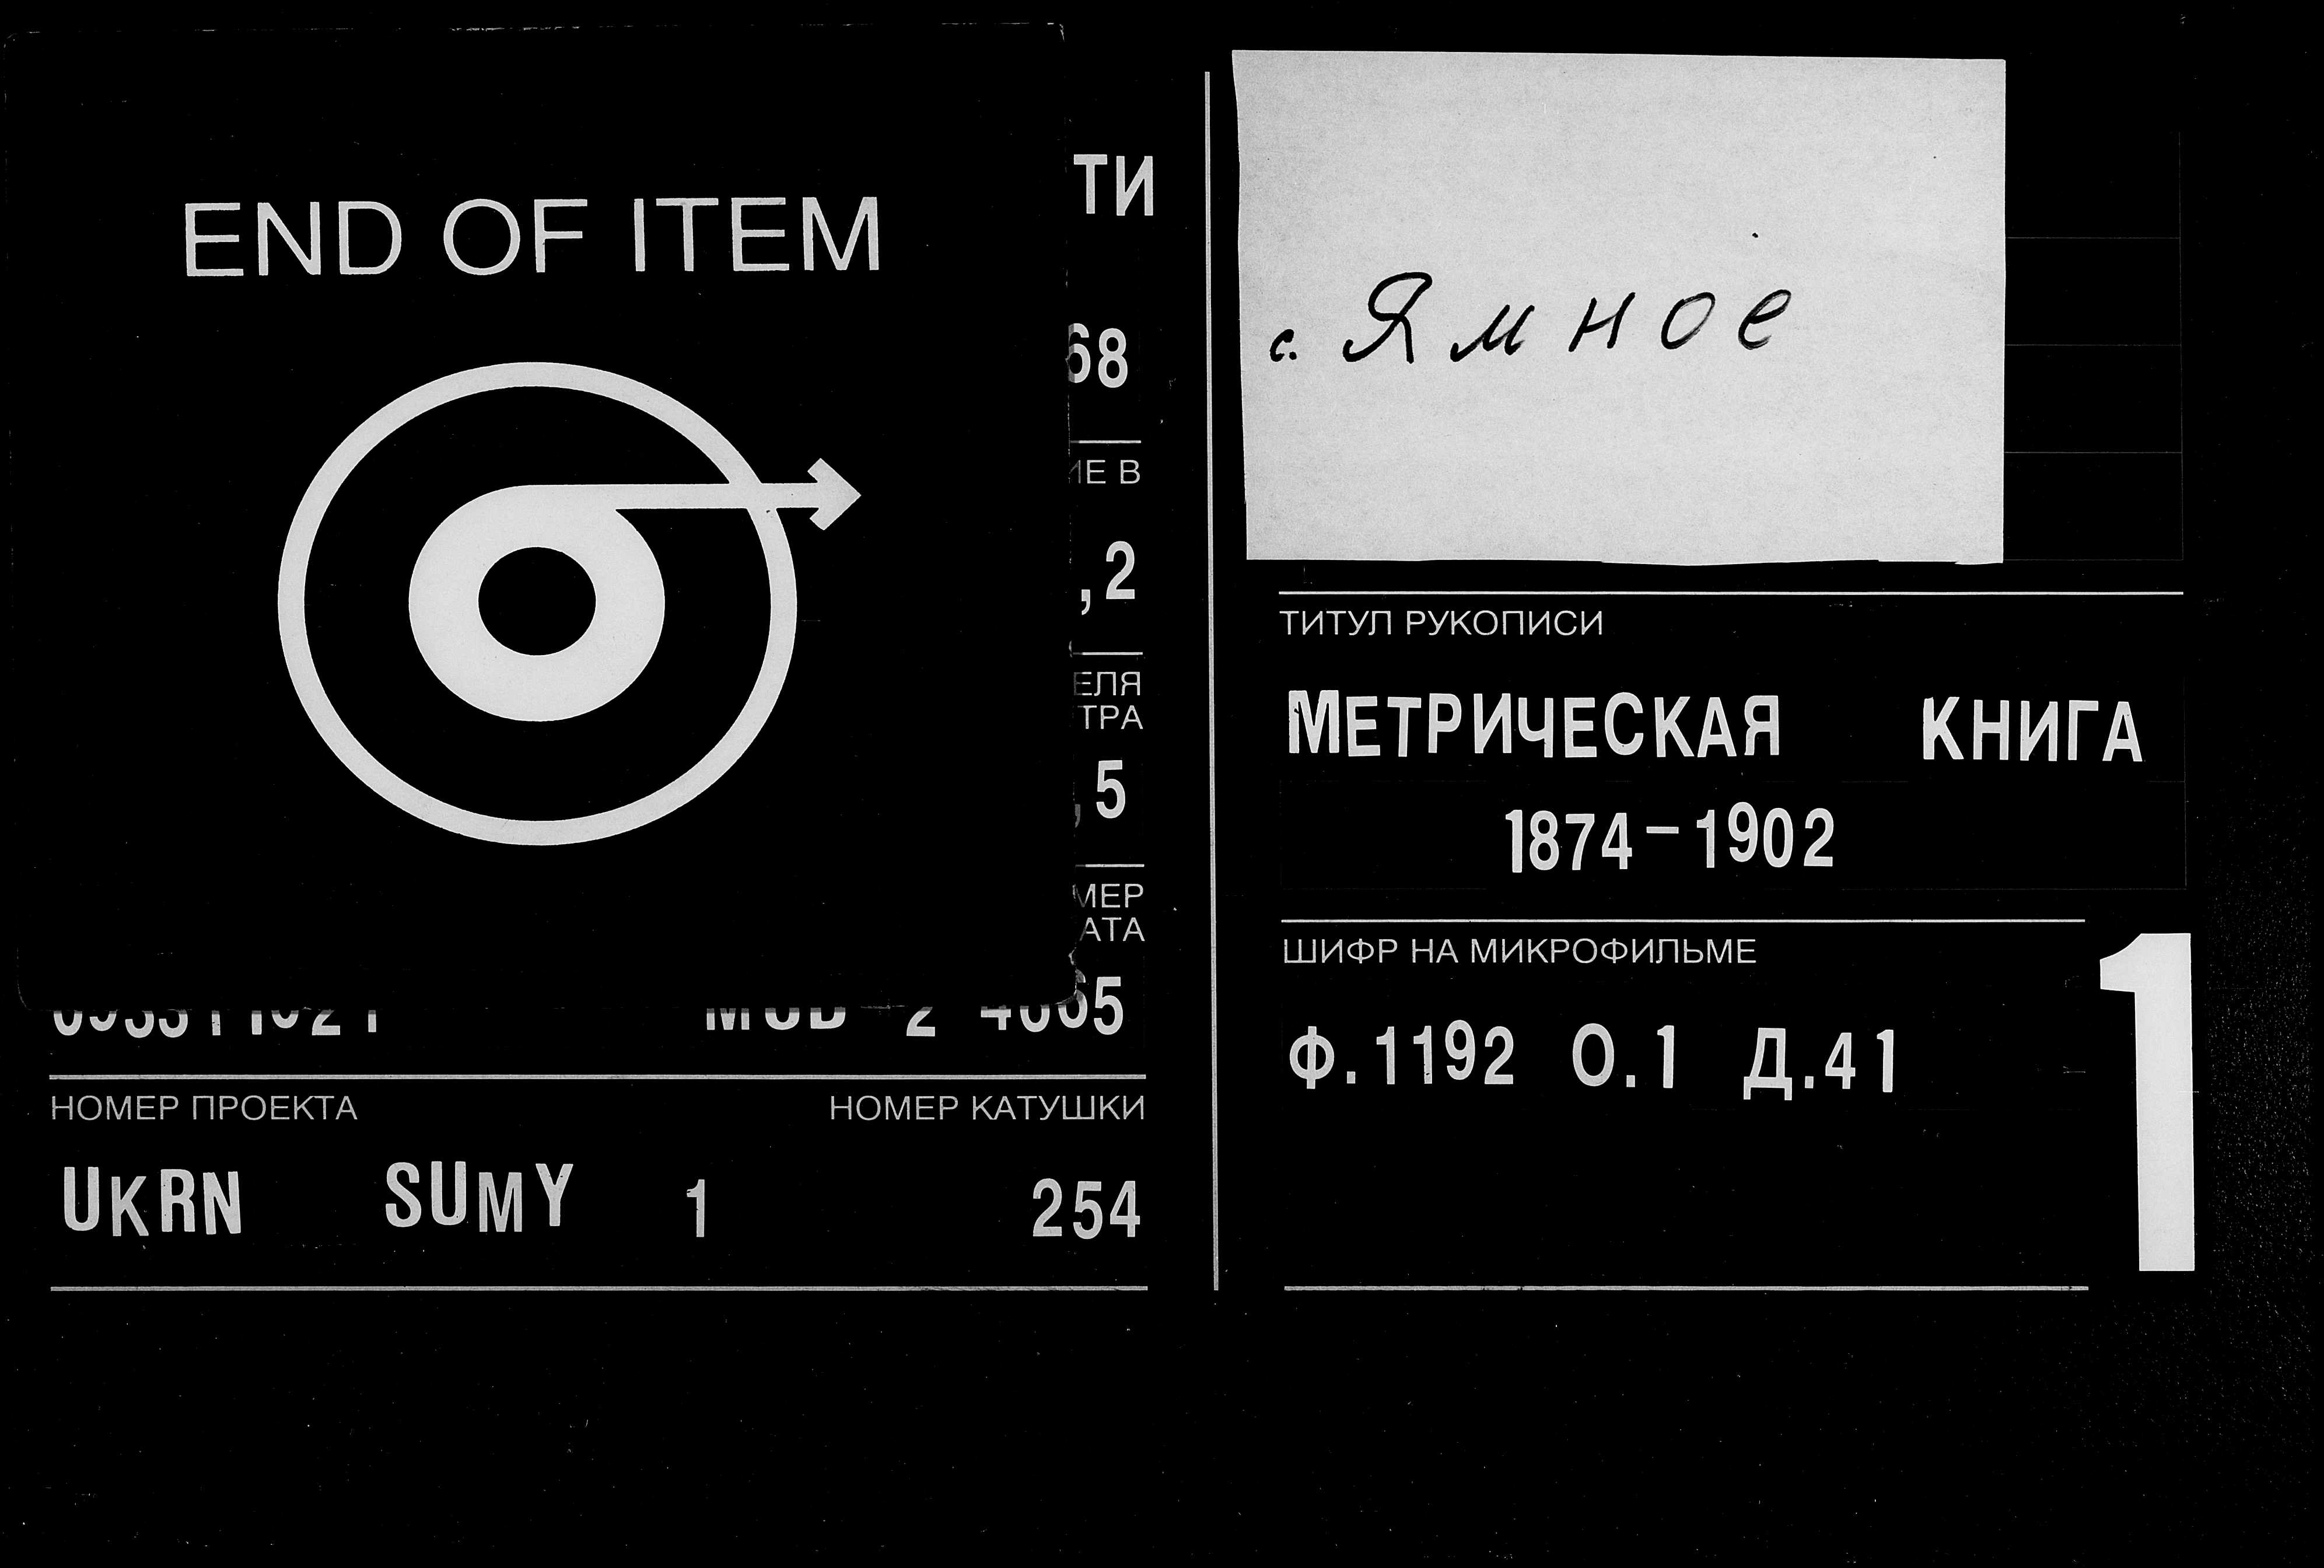 END OF ITEM
ТИ
68
ИЕ В
,2
ЕЛЯ
ТРА
,5
МЕР
АТА
НОМЕР ПРОЕКТА НОМЕР КАТУШКИ
UKRN SUMY 1 254
с. Ямное
ТИТУЛ РУКОПИСИ
МЕТРИЧЕСКАЯ КНИГА
1874-1902
ШИФР НА МИКРОФИЛЬМЕ
Ф.1192 О.1 Д.41
1